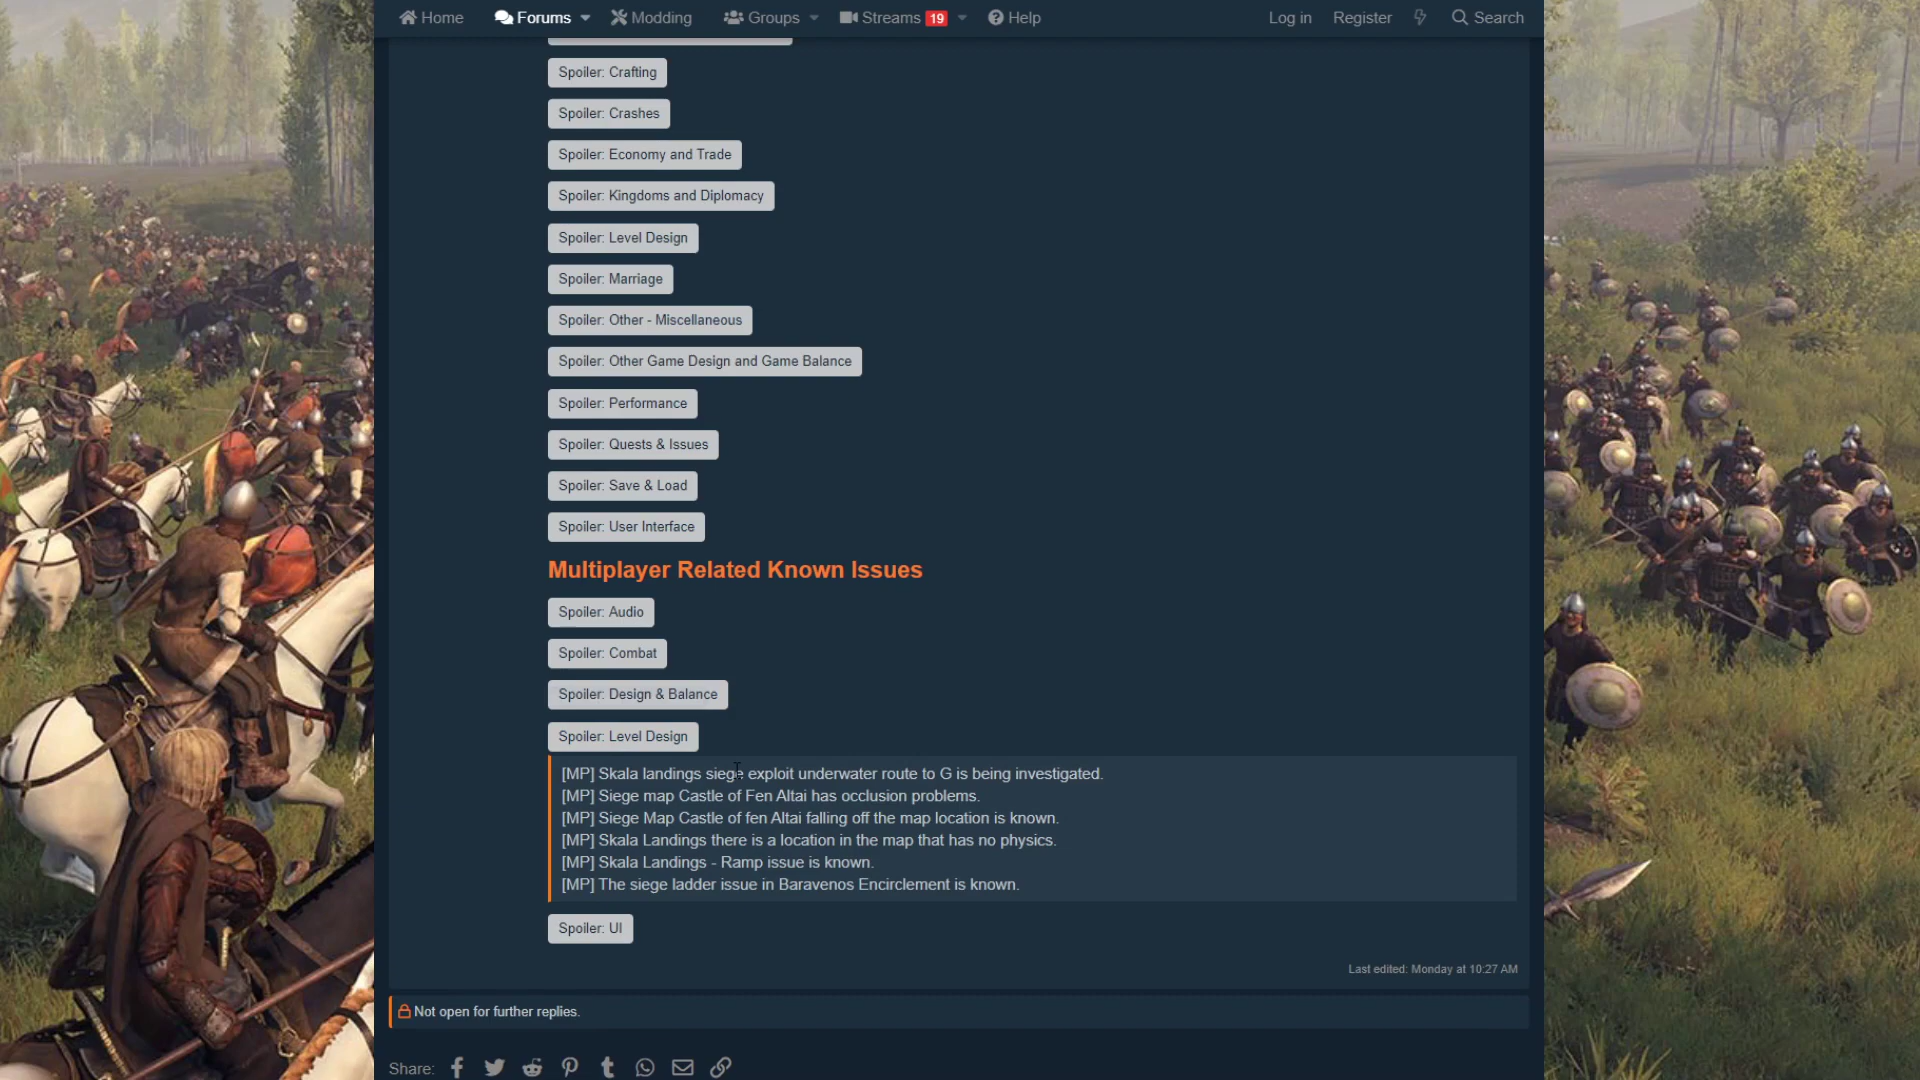 Home Forums Modding Groups Streams 19 Help Log in Register Search
Spoiler: Crafting
Spoiler: Crashes
Spoiler: Economy and Trade
Spoiler: Kingdoms and Diplomacy
Spoiler: Level Design
Spoiler: Marriage
Spoiler: Other - Miscellaneous
Spoiler: Other Game Design and Game Balance
Spoiler: Performance
Spoiler: Quests & Issues
Spoiler: Save & Load
Spoiler: User Interface
Multiplayer Related Known Issues
Spoiler: Audio
Spoiler: Combat
Spoiler: Design & Balance
Spoiler: Level Design
[MP] Skala landings siege exploit underwater route to G is being investigated.
[MP] Siege map Castle of Fen Altai has occlusion problems.
[MP] Siege Map Castle of fen Altai falling off the map location is known.
[MP] Skala Landings there is a location in the map that has no physics.
[MP] Skala Landings - Ramp issue is known.
[MP] The siege ladder issue in Baravenos Encirclement is known.
Spoiler: UI
Last edited: Monday at 10:27 AM
Not open for further replies.
Share: